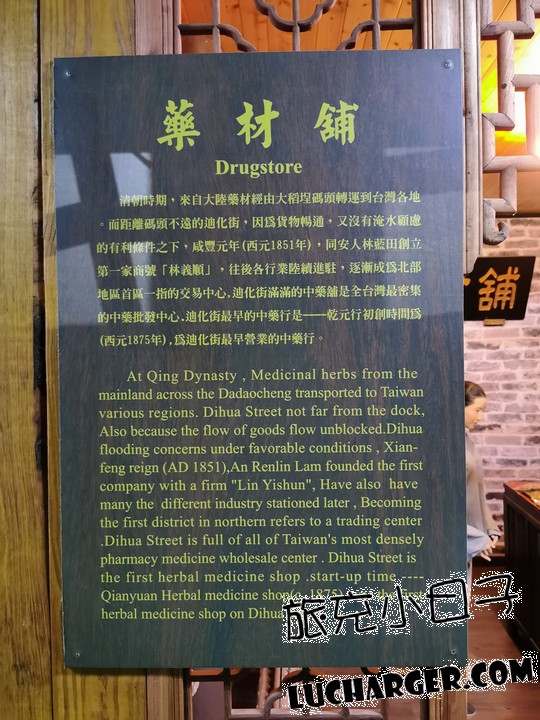 藥材舖
Drugstore
清朝時期，來自大陸藥材經由大稻埕碼頭轉運到台灣各地
。而距離碼頭不遠的迪化街，因為貨物暢通，又沒有淹水顧慮
的有利條件之下，咸豐元年(西元1851年)，同安人林藍田創立
第一家商號「林義順」，往後各行業陸續進駐，逐漸成為北部
地區首區一指的交易中心，迪化街滿滿的中藥舖是全台灣最密集
的中藥批發中心，迪化街最早的中藥行是——乾元行初創時間為
(西元1875年)，為迪化街最早營業的中藥行。
At Qing Dynasty , Medicinal herbs from the
mainland across the Dadaocheng transported to Taiwan
various regions. Dihua Street not far from the dock,
Also because the flow of goods flow unblocked.Dihua
flooding concerns under favorable conditions , Xian-
feng reign (AD 1851),An Renlin Lam founded the first
company with a firm "Lin Yishun", Have also have
many the different industry stationed later , Becoming
the first district in northern refers to a trading center
.Dihua Street is full of all of Taiwan's most densely
pharmacy medicine wholesale center . Dihua Street is
the first herbal medicine shop .start-up time ----
Qianyuan Herbal medicine shop 1875 the first
herbal medicine shop on Dihua
舖
旅充小日子
LUCHARGER.COM